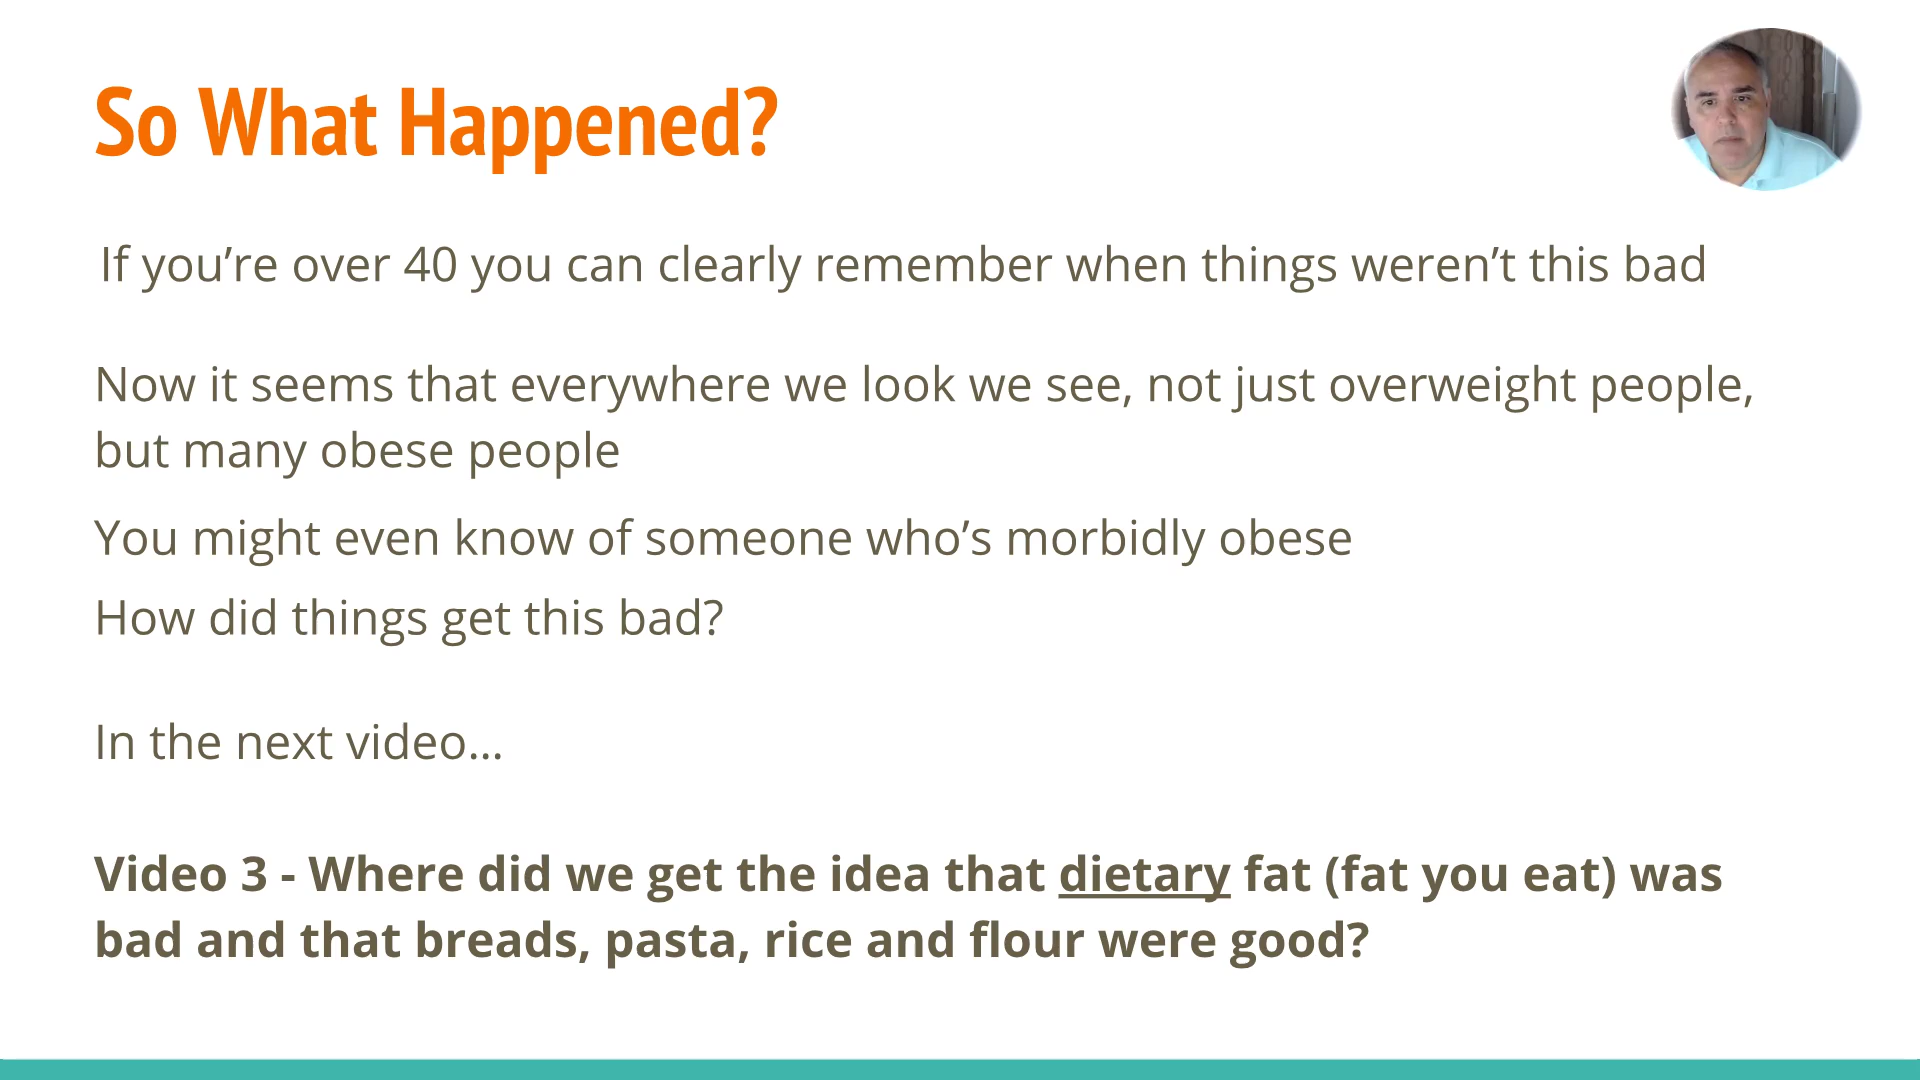 So What Happened?
If you’re over 40 you can clearly remember when things weren’t this bad
Now it seems that everywhere we look we see, not just overweight people,
but many obese people
You might even know of someone who’s morbidly obese
How did things get this bad?
In the next video...
Video 3 - Where did we get the idea that dietary fat (fat you eat) was
bad and that breads, pasta, rice and flour were good?